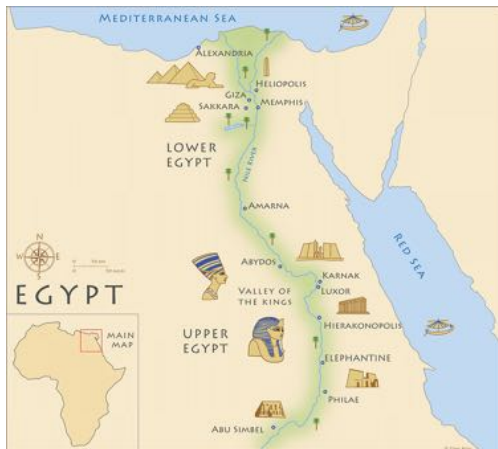 MEDITERRANEAN SEA
ALEXANDRIA
HELIOPOLIS
GIZA
SAKKARA
MEMPHIS
LOWER
EGYPT
NILE RIVER
AMARNA
RED SEA
N
W
E
S
ABYDOS
KARNAK
LUXOR
VALLEY OF
THE KINGS
EGYPT
HIERAKONOPOLIS
UPPER
EGYPT
MAIN
MAP
ELEPHANTINE
PHILAE
ABU SIMBEL